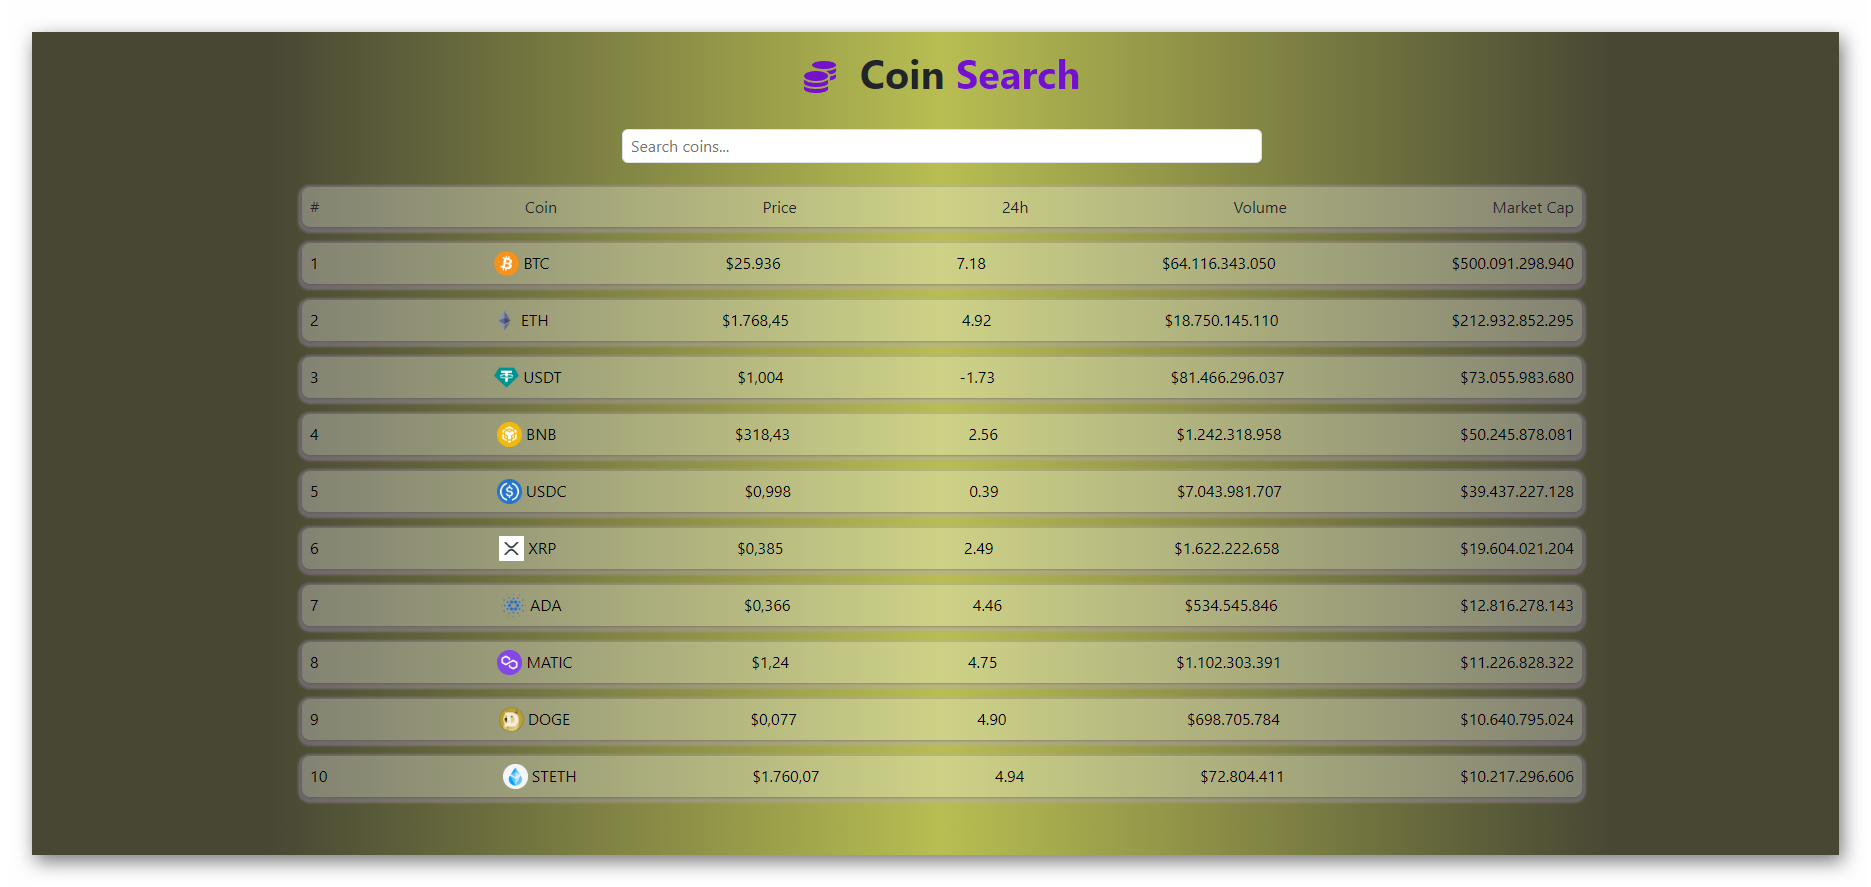 Coin Search
Search coins...
# Coin Price 24h Volume Market Cap
1 BTC $25.936 7.18 $64.116.343.050 $500.091.298.940
2 ETH $1.768,45 4.92 $18.750.145.110 $212.932.852.295
3 USDT $1,004 -1.73 $81.466.296.037 $73.055.983.680
4 BNB $318,43 2.56 $1.242.318.958 $50.245.878.081
5 USDC $0,998 0.39 $7.043.981.707 $39.437.227.128
6 XRP $0,385 2.49 $1.622.222.658 $19.604.021.204
7 ADA $0,366 4.46 $534.545.846 $12.816.278.143
8 MATIC $1,24 4.75 $1.102.303.391 $11.226.828.322
9 DOGE $0,077 4.90 $698.705.784 $10.640.795.024
10 STETH $1.760,07 4.94 $72.804.411 $10.217.296.606